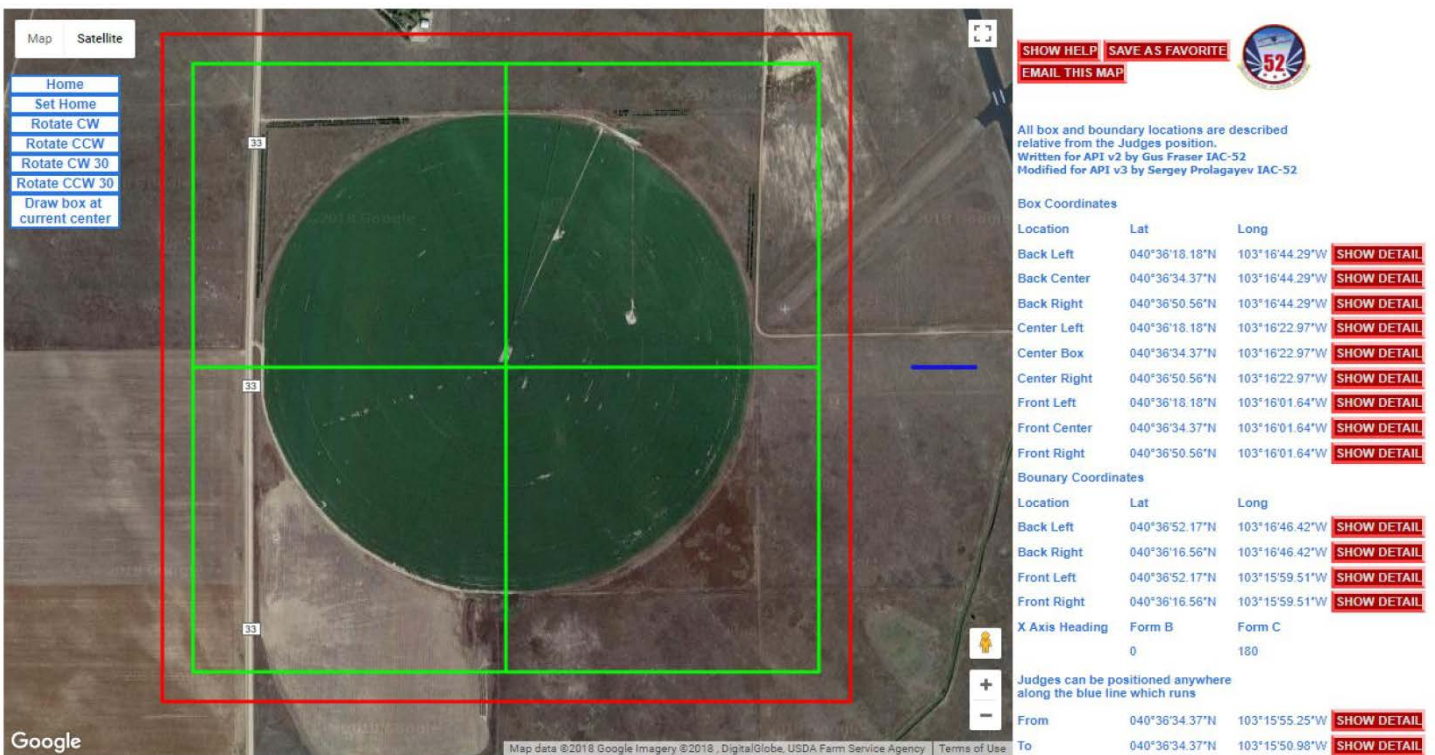 Map Satellite
Home
Set Home
Rotate CW
Rotate CCW
Rotate CW 30
Rotate CCW 30
Draw box at
current center
33
33
33
©2018 Google
Google
Map data ©2018 Google Imagery ©2018 , DigitalGlobe, USDA Farm Service Agency Terms of Use
SHOW HELP SAVE AS FAVORITE
EMAIL THIS MAP
52
All box and boundary locations are described
relative from the Judges position.
Written for API v2 by Gus Fraser IAC-52
Modified for API v3 by Sergey Prolagayev IAC-52
Box Coordinates
Location Lat Long
Back Left 040°36'18.18"N 103°16'44.29"W SHOW DETAIL
Back Center 040°36'34.37"N 103°16'44.29"W SHOW DETAIL
Back Right 040°36'50.56"N 103°16'44.29"W SHOW DETAIL
Center Left 040°36'18.18"N 103°16'22.97"W SHOW DETAIL
Center Box 040°36'34.37"N 103°16'22.97"W SHOW DETAIL
Center Right 040°36'50.56"N 103°16'22.97"W SHOW DETAIL
Front Left 040°36'18.18"N 103°16'01.64"W SHOW DETAIL
Front Center 040°36'34.37"N 103°16'01.64"W SHOW DETAIL
Front Right 040°36'50.56"N 103°16'01.64"W SHOW DETAIL
Bounary Coordinates
Location Lat Long
Back Left 040°36'52.17"N 103°16'46.42"W SHOW DETAIL
Back Right 040°36'16.56"N 103°16'46.42"W SHOW DETAIL
Front Left 040°36'52.17"N 103°15'59.51"W SHOW DETAIL
Front Right 040°36'16.56"N 103°15'59.51"W SHOW DETAIL
X Axis Heading Form B Form C
0 180
Judges can be positioned anywhere
along the blue line which runs
From 040°36'34.37"N 103°15'55.25"W SHOW DETAIL
To 040°36'34.37"N 103°15'50.98"W SHOW DETAIL